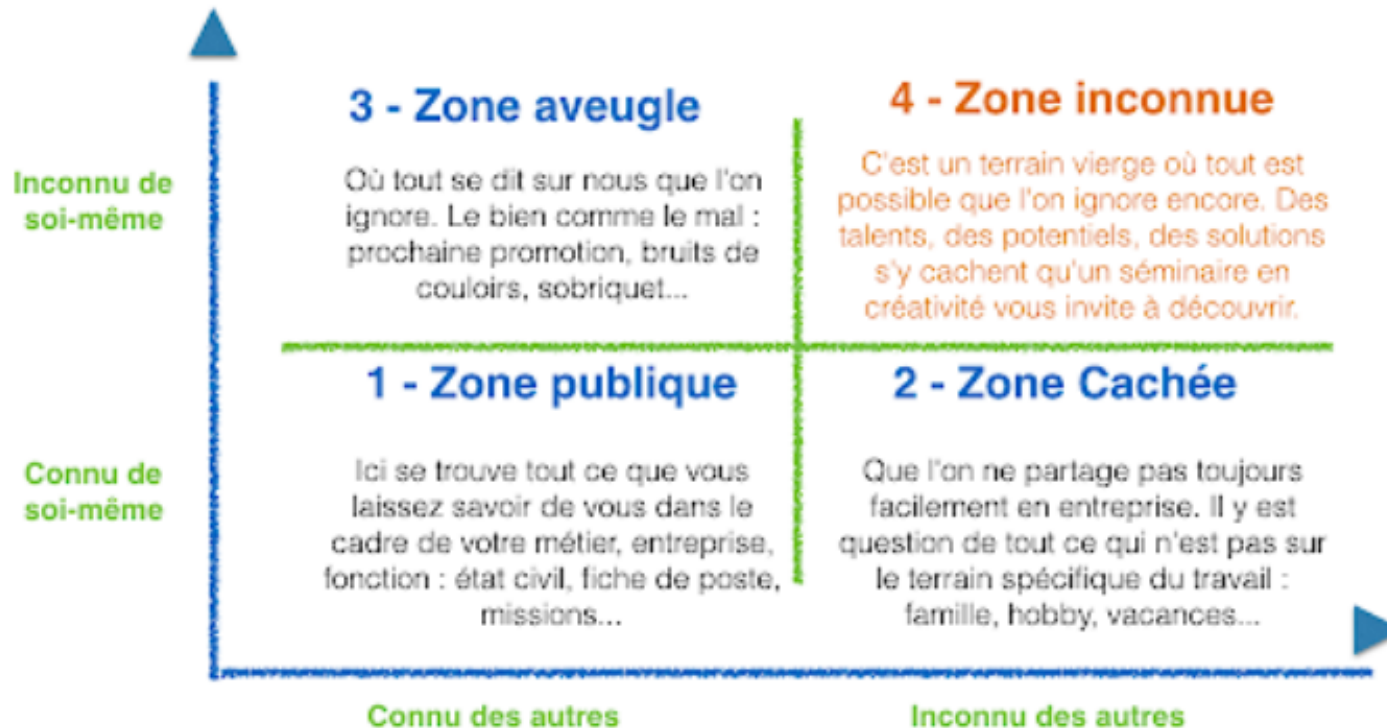 3 - Zone aveugle
Où tout se dit sur nous que l'on
ignore. Le bien comme le mal :
prochaine promotion, bruits de
couloirs, sobriquet...
4 - Zone inconnue
C'est un terrain vierge où tout est
possible que l'on ignore encore. Des
talents, des potentiels, des solutions
s'y cachent qu'un séminaire en
créativité vous invite à découvrir.
Inconnu de
soi-même
1 - Zone publique
Ici se trouve tout ce que vous
laissez savoir de vous dans le
cadre de votre métier, entreprise,
fonction : état civil, fiche de poste,
missions...
2 - Zone Cachée
Que l'on ne partage pas toujours
facilement en entreprise. Il y est
question de tout ce qui n'est pas sur
le terrain spécifique du travail :
famille, hobby, vacances...
Connu de
soi-même
Connu des autres
Inconnu des autres